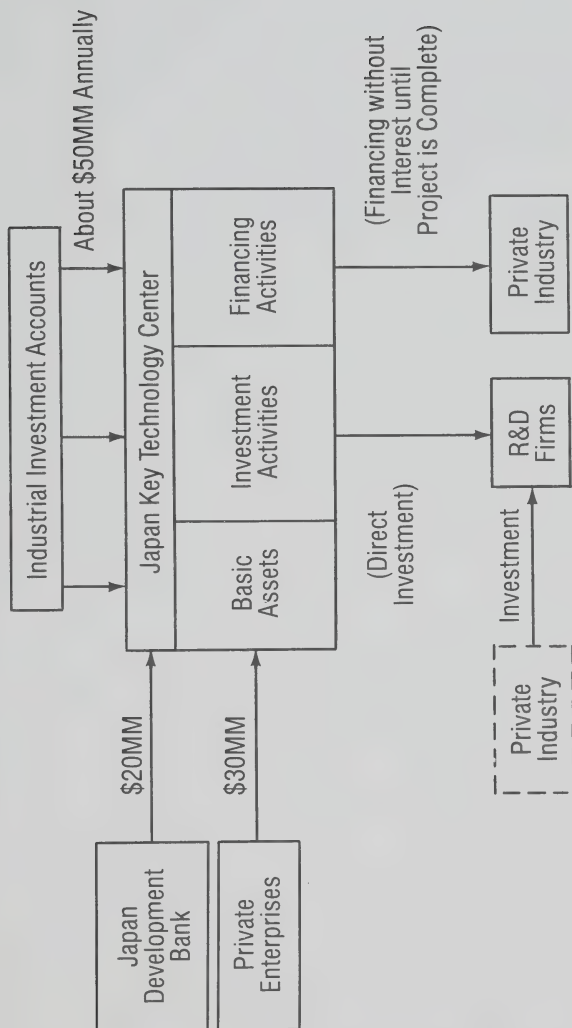 Industrial Investment Accounts
About $50MM Annually
Japan
Development
Bank
$20MM
Private
Enterprises
$30MM
Japan Key Technology Center
Basic
Assets
Investment
Activities
Financing
Activities
(Direct
Investment)
(Financing without
Interest until
Project is Complete)
Private
Industry
Investment
R&D
Firms
Private
Industry